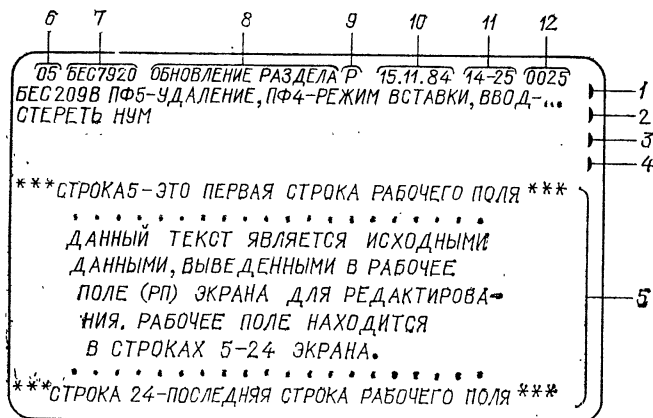 6 7 8 9 10 11 12
05 БЕС7920 ОБНОВЛЕНИЕ РАЗДЕЛА Р 15.11.84 14-25 0025
БЕС209В ПФ5-УДАЛЕНИЕ,ПФ4-РЕЖИМ ВСТАВКИ,ВВОД-... 1
СТЕРЕТЬ НУМ 2
3
4
***СТРОКА5-ЭТО ПЕРВАЯ СТРОКА РАБОЧЕГО ПОЛЯ***
ДАННЫЙ ТЕКСТ ЯВЛЯЕТСЯ ИСХОДНЫМИ
ДАННЫМИ,ВЫВЕДЕННЫМИ В РАБОЧЕЕ
ПОЛЕ (РП) ЭКРАНА ДЛЯ РЕДАКТИРОВА- 5
НИЯ. РАБОЧЕЕ ПОЛЕ НАХОДИТСЯ
В СТРОКАХ 5-24 ЭКРАНА.
***СТРОКА 24-ПОСЛЕДНЯЯ СТРОКА РАБОЧЕГО ПОЛЯ***